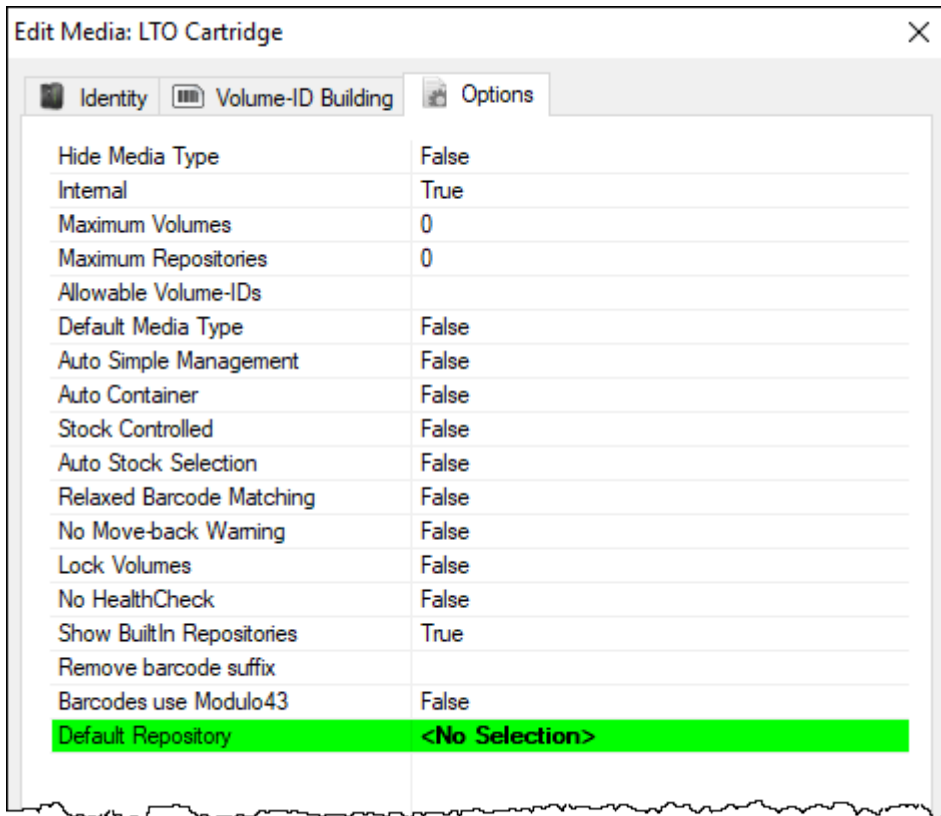 Edit Media: LTO Cartridge
Identity Volume-ID Building Options
Hide Media Type False
Internal True
Maximum Volumes 0
Maximum Repositories 0
Allowable Volume-IDs
Default Media Type False
Auto Simple Management False
Auto Container False
Stock Controlled False
Auto Stock Selection False
Relaxed Barcode Matching False
No Move-back Warning False
Lock Volumes False
No HealthCheck False
Show BuiltIn Repositories True
Remove barcode suffix
Barcodes use Modulo43 False
Default Repository <No Selection>